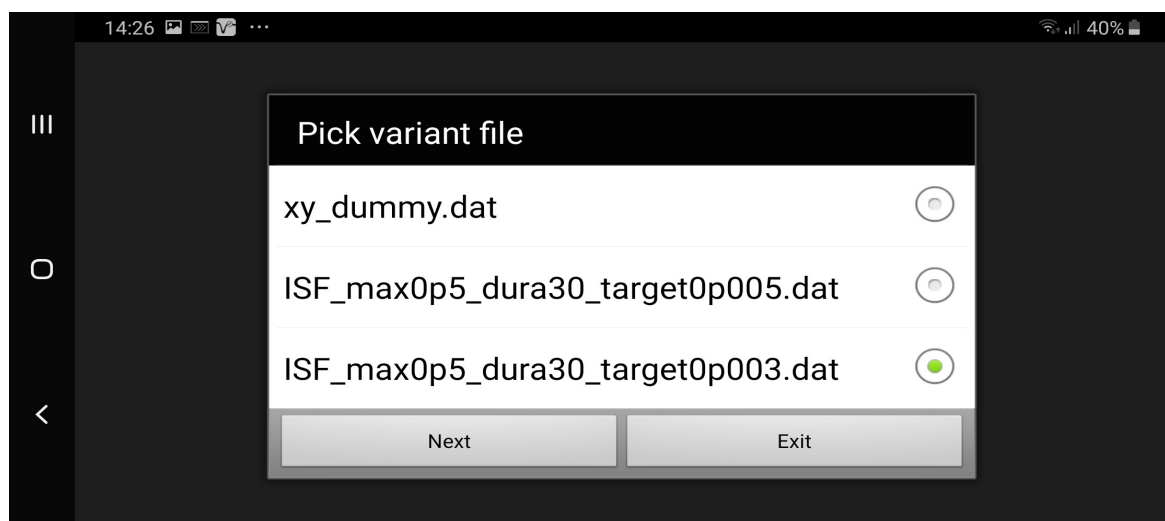 14:26
40%
Pick variant file
xy_dummy.dat
ISF_max0p5_dura30_target0p005.dat
ISF_max0p5_dura30_target0p003.dat
Next Exit